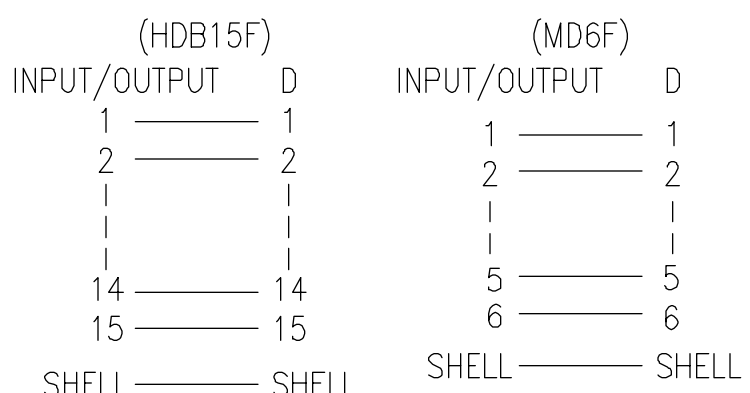 (HDB15F)
INPUT/OUTPUT D
1 1
2 2
14 14
15 15
SHELL SHELL
(MD6F)
INPUT/OUTPUT D
1 1
2 2
5 5
6 6
SHELL SHELL